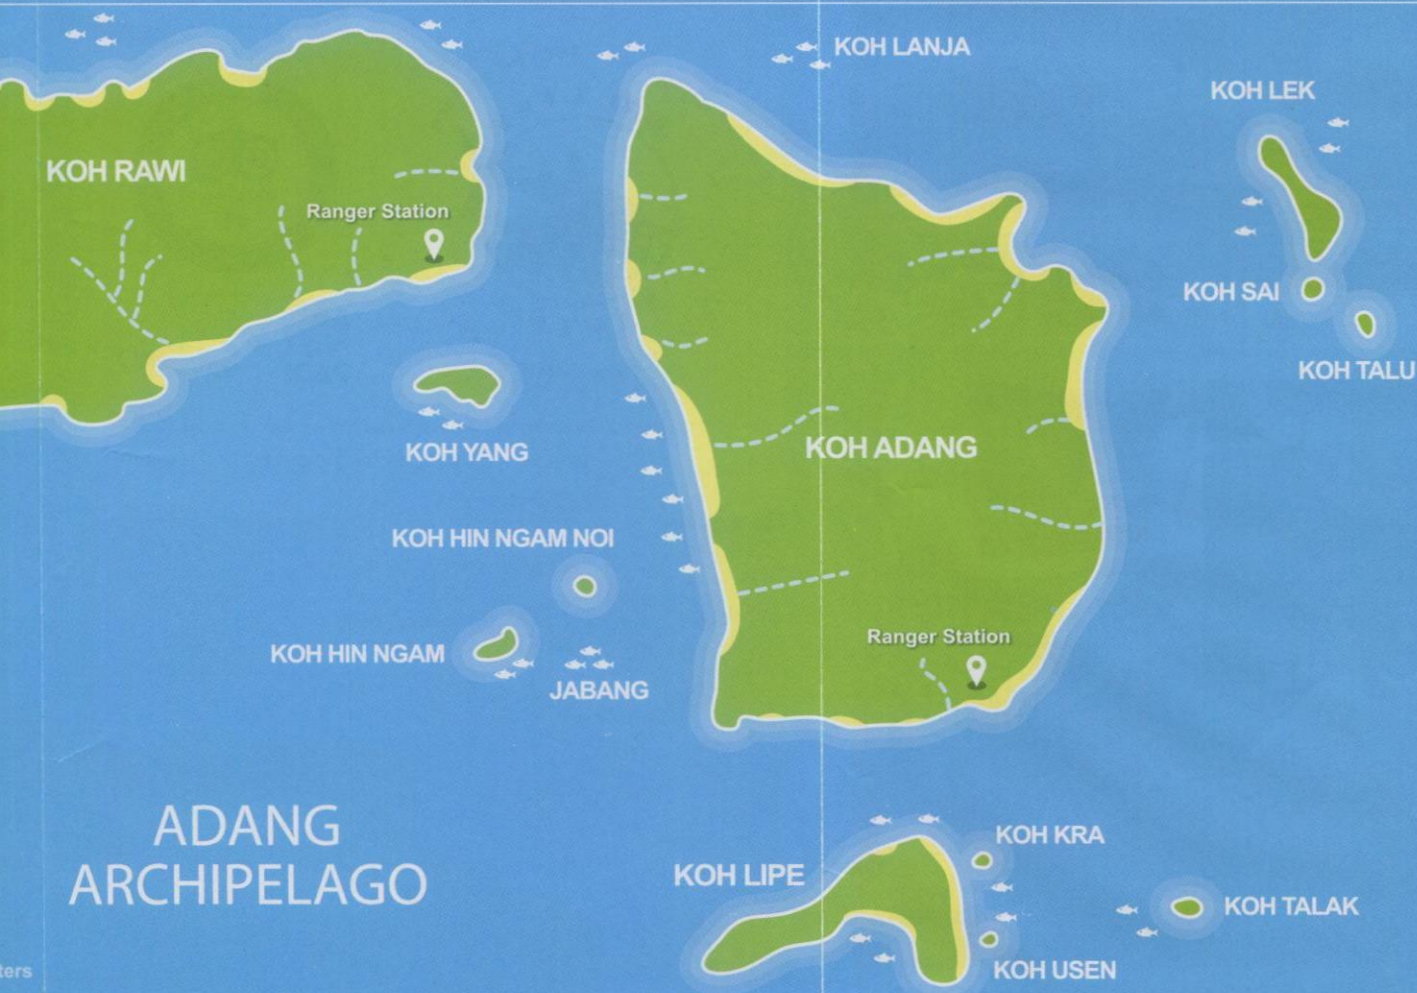 KOH LANJA
KOH LEK
KOH RAWI
Ranger Station
KOH SAI
KOH TALU
KOH ADANG
KOH YANG
KOH HIN NGAM NOI
KOH HIN NGAM
JABANG
Ranger Station
ADANG
ARCHIPELAGO
KOH KRA
KOH LIPE
KOH TALAK
KOH USEN
ters